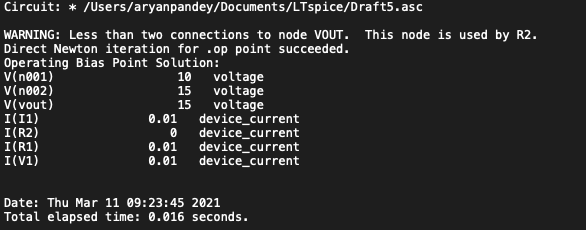 Circuit: * /Users/aryanpandey/Documents/LTspice/Draft5.asc
WARNING: Less than two connections to node VOUT.  This node is used by R2.
Direct Newton iteration for .op point succeeded.
Operating Bias Point Solution:
V(n001)                 10   voltage
V(n002)                 15   voltage
V(vout)                 15   voltage
I(I1)               0.01   device_current
I(R2)                  0   device_current
I(R1)               0.01   device_current
I(V1)               0.01   device_current
Date: Thu Mar 11 09:23:45 2021
Total elapsed time: 0.016 seconds.